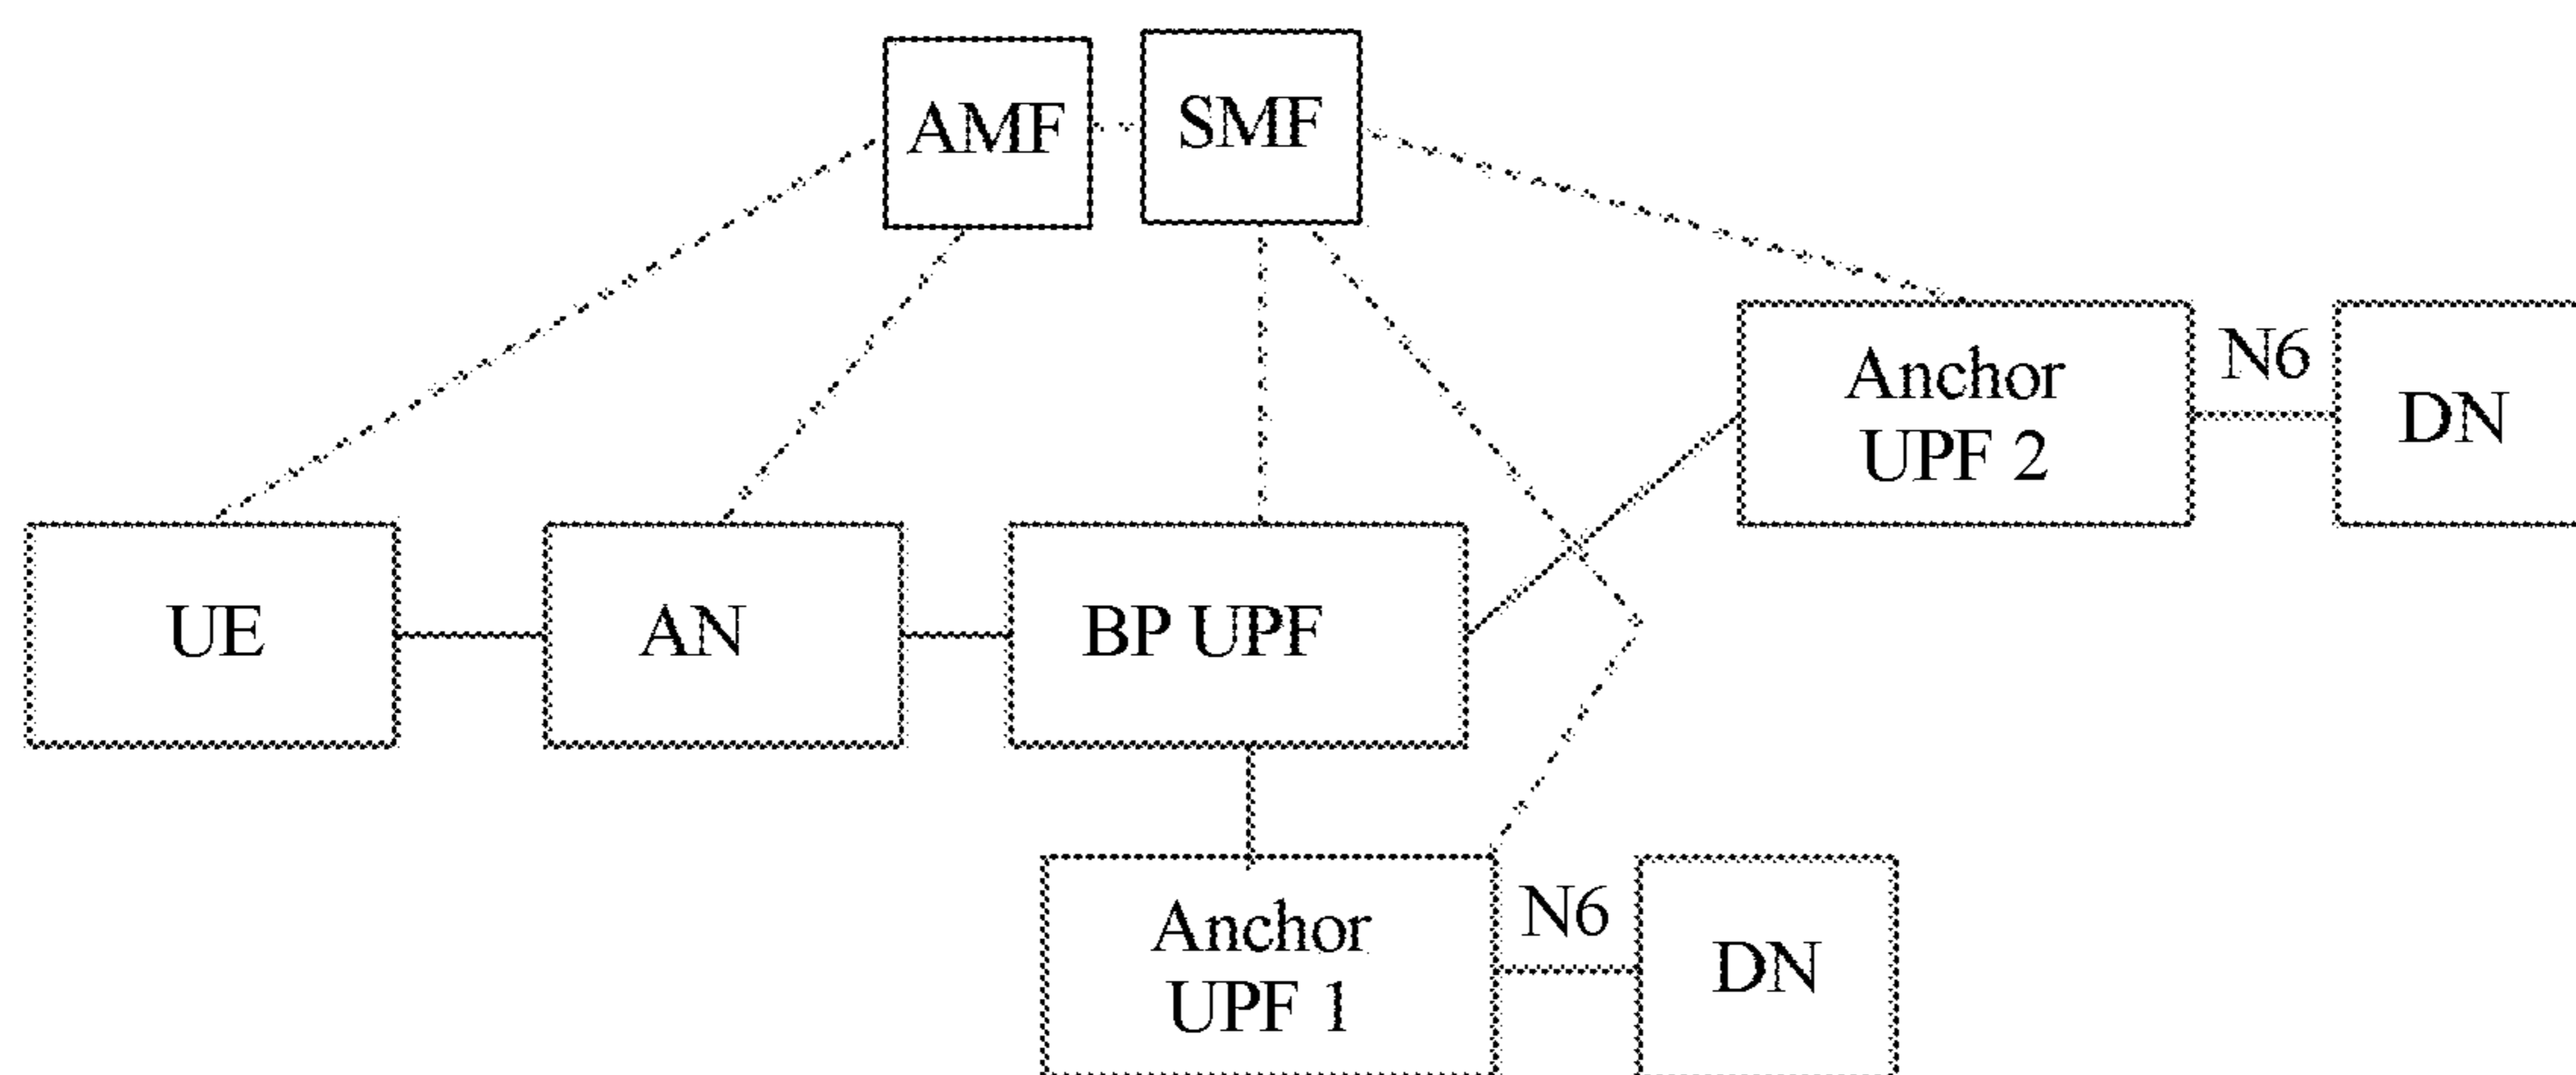 AMF
SMF
Anchor
UPF 2
N6
DN
UE
AN
BP UPF
Anchor
UPF 1
N6
DN